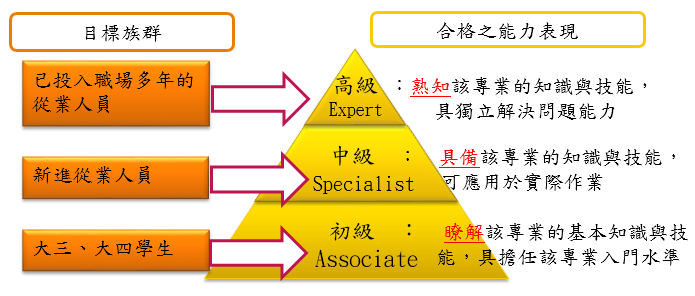 目標族群
合格之能力表現
已投入職場多年的
從業人員
高級 ：熟知該專業的知識與技能，
Expert 具獨立解決問題能力
新進從業人員
中級 ： 具備該專業的知識與技能，
Specialist 可應用於實際作業
大三、大四學生
初級 ： 瞭解該專業的基本知識與技
Associate 能，具擔任該專業入門水準